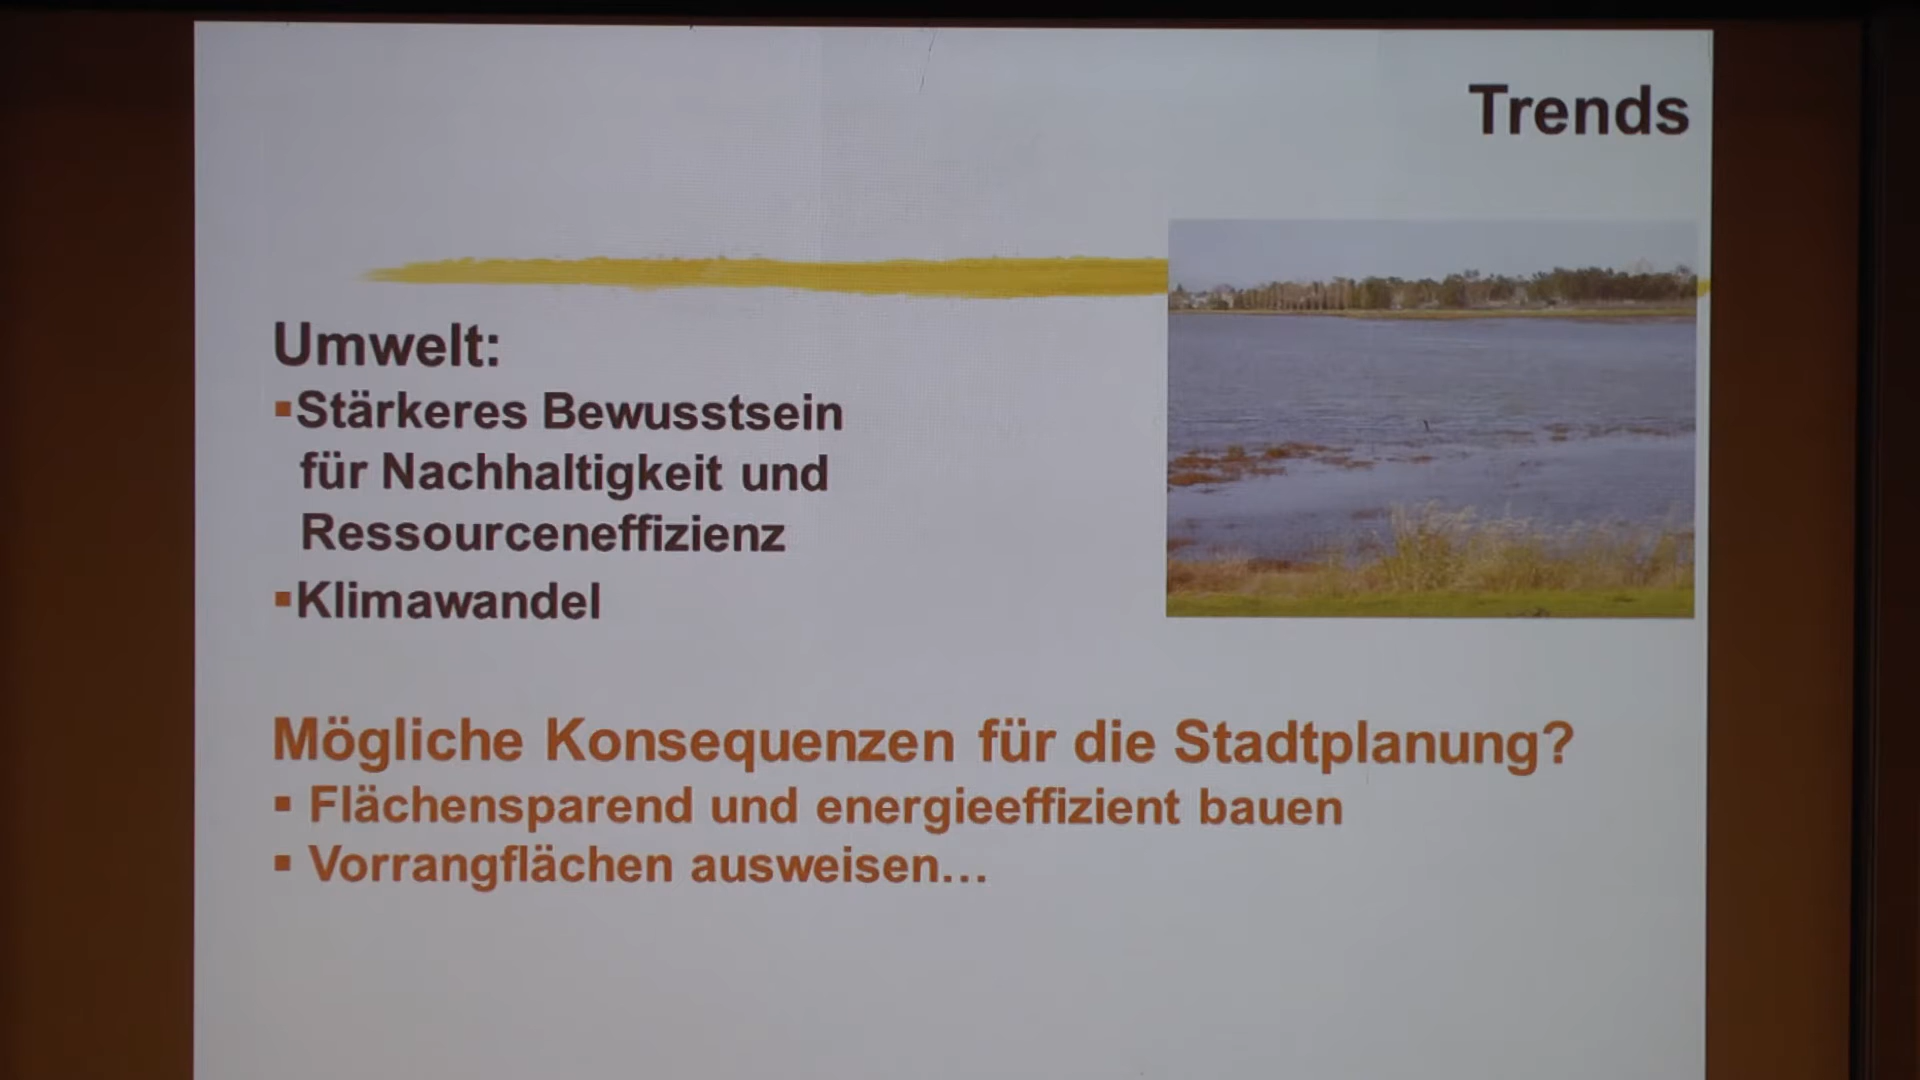 Trends
Umwelt:
▪Stärkeres Bewusstsein
für Nachhaltigkeit und
Ressourceneffizienz
▪Klimawandel
Mögliche Konsequenzen für die Stadtplanung?
▪ Flächensparend und energieeffizient bauen
▪ Vorrangflächen ausweisen…